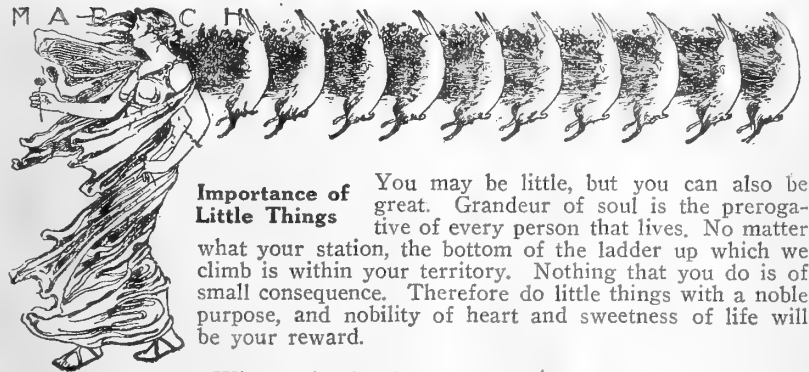 MARCH
Importance of
Little Things
You may be little, but you can also be
great. Grandeur of soul is the preroga-
tive of every person that lives. No matter
what your station, the bottom of the ladder up which we
climb is within your territory. Nothing that you do is of
small consequence. Therefore do little things with a noble
purpose, and nobility of heart and sweetness of life will
be your reward.